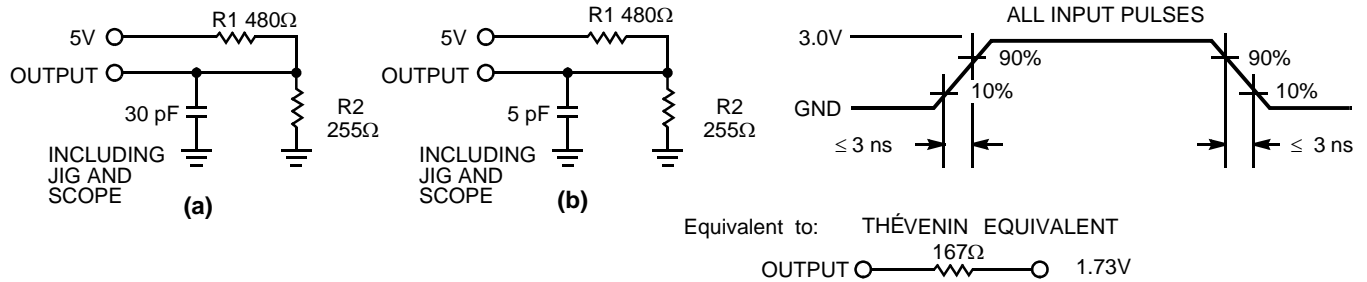 R1 480Ω
5V
OUTPUT
30 pF
R2
255Ω
INCLUDING
JIG AND
SCOPE
(a)
R1 480Ω
5V
OUTPUT
5 pF
R2
255Ω
INCLUDING
JIG AND
SCOPE
(b)
ALL INPUT PULSES
3.0V
90%
90%
10%
10%
GND
≤ 3 ns
≤ 3 ns
Equivalent to: THÉVENIN EQUIVALENT
167Ω
OUTPUT
1.73V